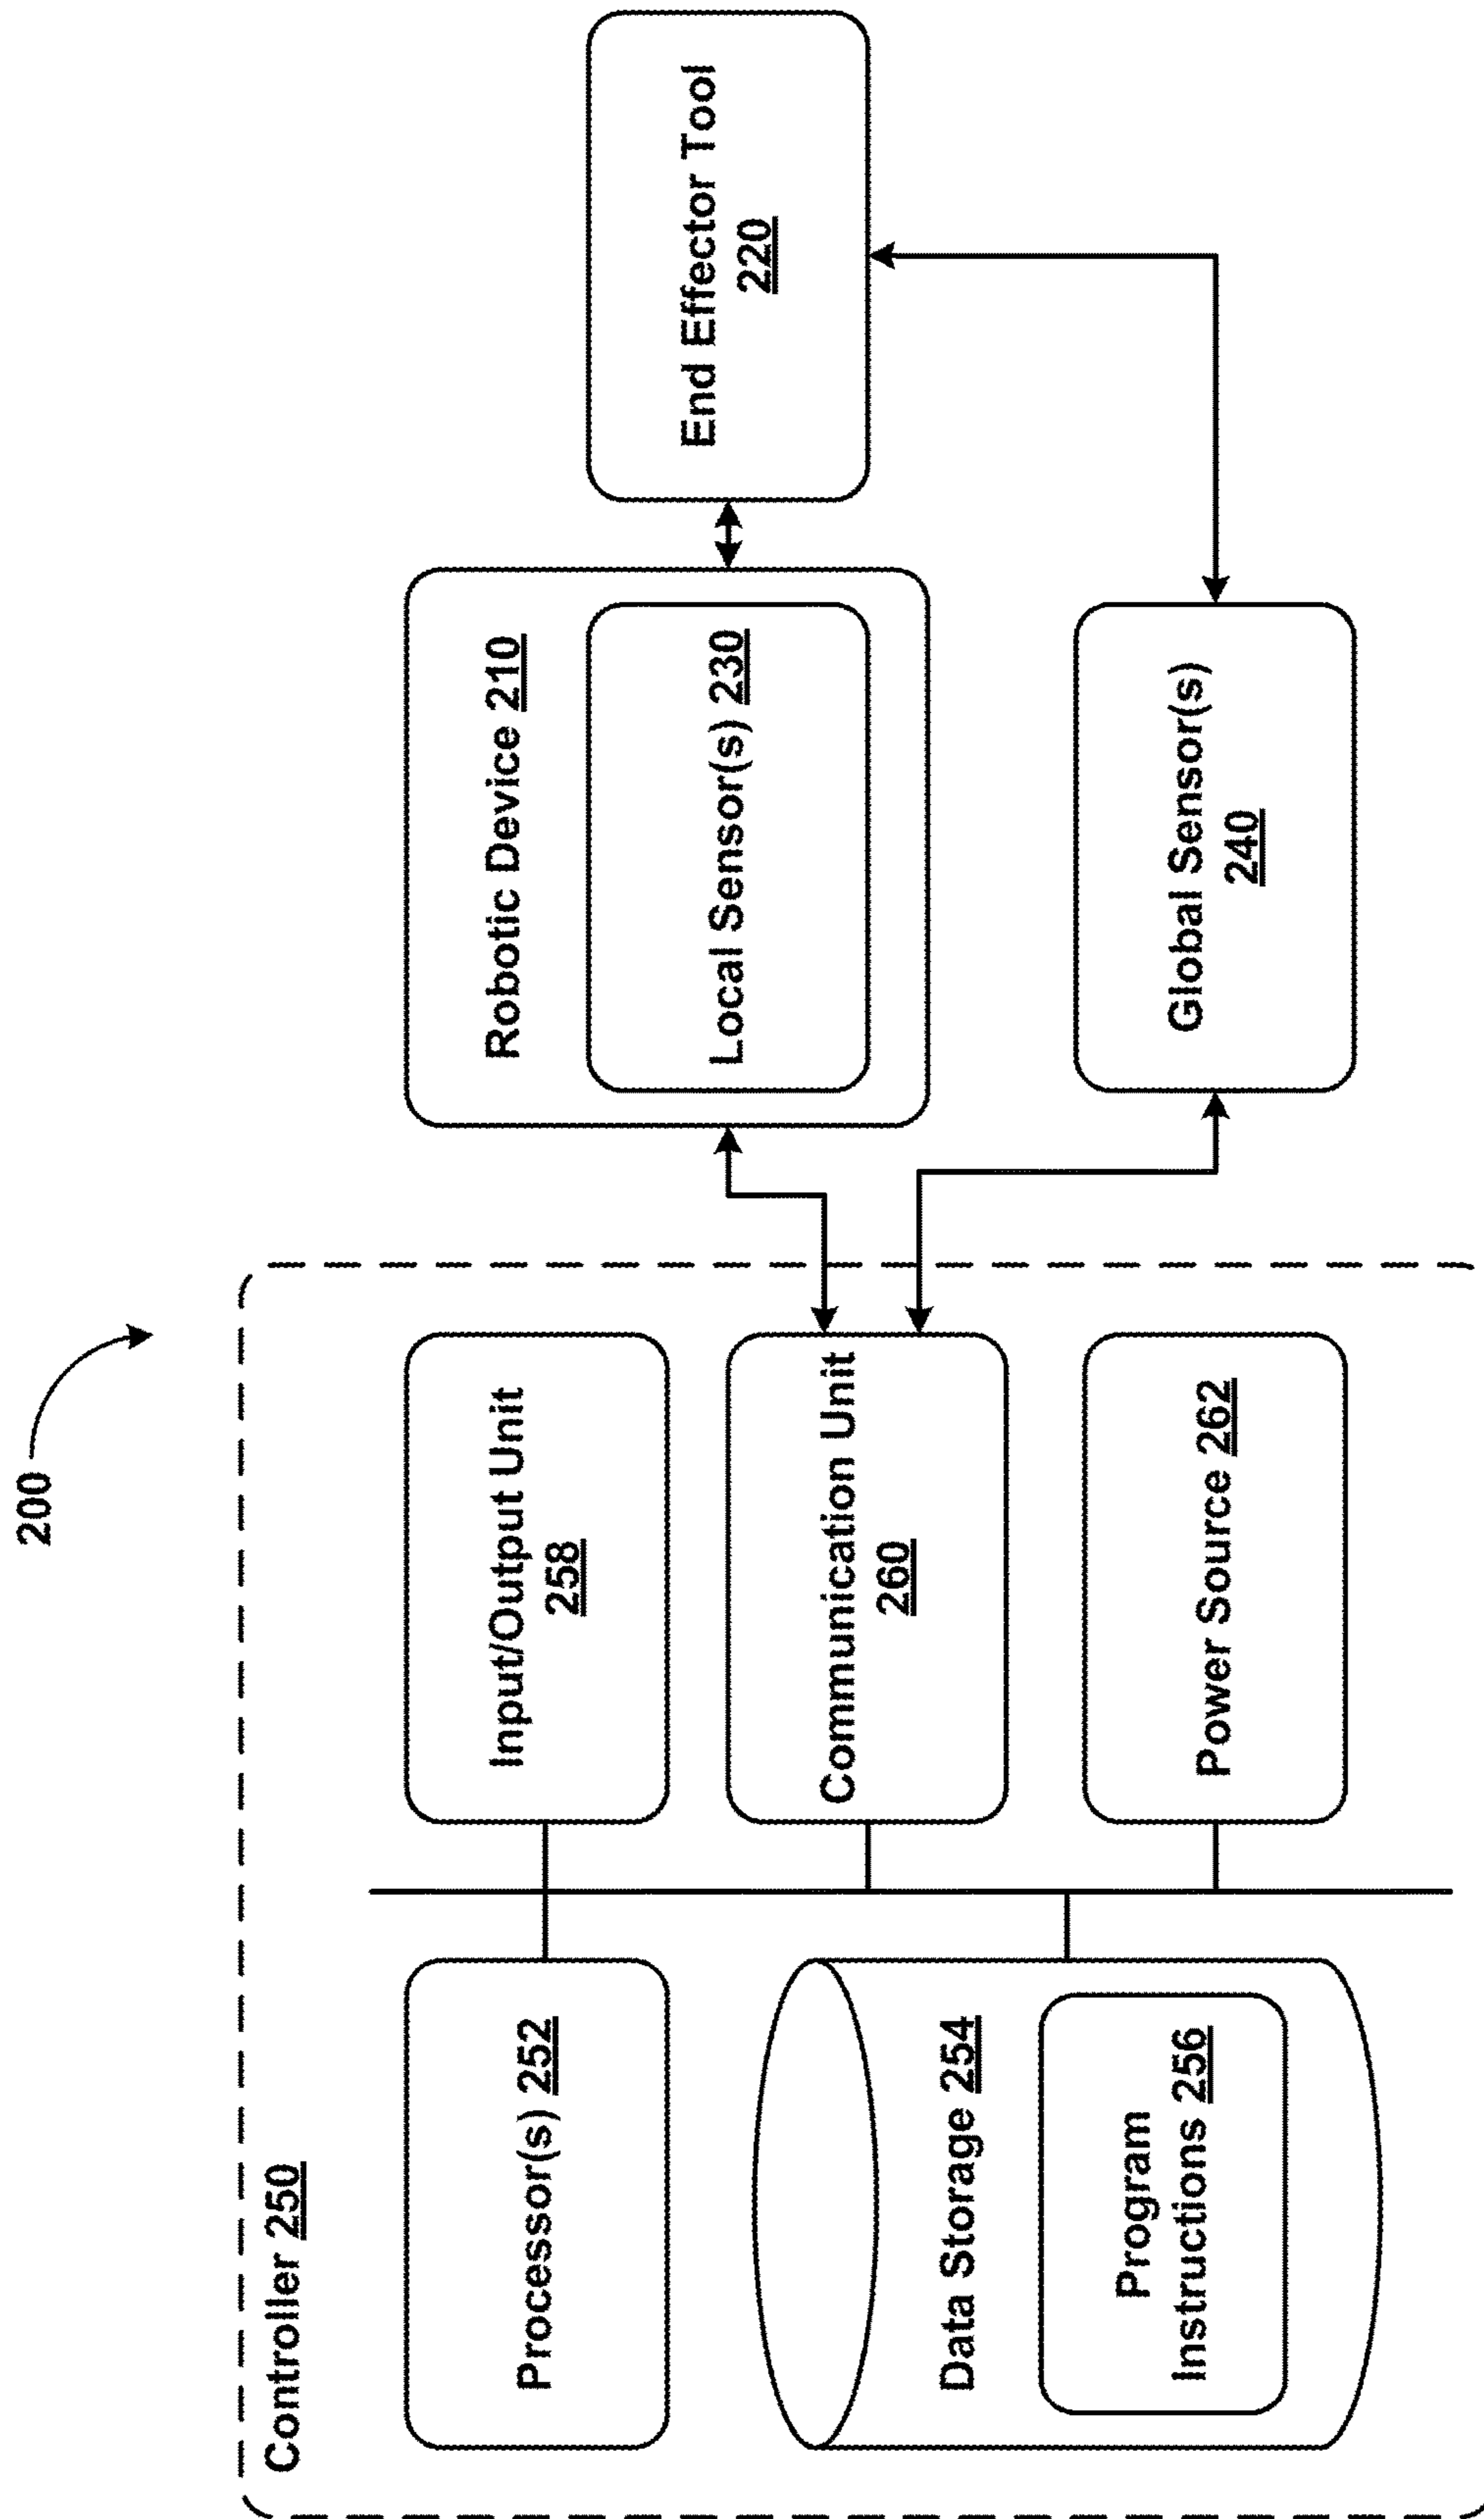 200
Controller 250
Processor(s) 252
Data Storage 254
Program
Instructions 256
Input/Output Unit
258
Communication Unit
260
Power Source 262
Robotic Device 210
Local Sensor(s) 230
Global Sensor(s)
240
End Effector Tool
220